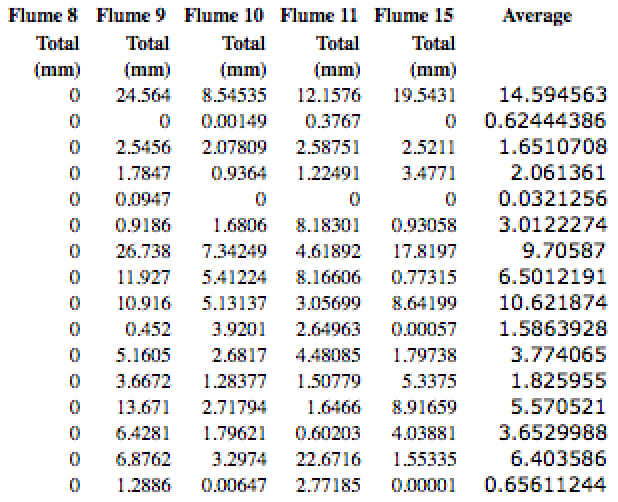 Flume 8 Flume 9 Flume 10 Flume 11 Flume 15 Average
Total Total Total Total Total
(mm) (mm) (mm) (mm) (mm)
0 24.564 8.54535 12.1576 19.5431 14.594563
0 0 0.00149 0.3767 0 0.62444386
0 2.5456 2.07809 2.58751 2.5211 1.6510708
0 1.7847 0.9364 1.22491 3.4771 2.061361
0 0.0947 0 0 0 0.0321256
0 0.9186 1.6806 8.18301 0.93058 3.0122274
0 26.738 7.34249 4.61892 17.8197 9.70587
0 11.927 5.41224 8.16606 0.77315 6.5012191
0 10.916 5.13137 3.05699 8.64199 10.621874
0 0.452 3.9201 2.64963 0.00057 1.5863928
0 5.1605 2.6817 4.48085 1.79738 3.774065
0 3.6672 1.28377 1.50779 5.3375 1.825955
0 13.671 2.71794 1.6466 8.91659 5.570521
0 6.4281 1.79621 0.60203 4.03881 3.6529988
0 6.8762 3.2974 22.6716 1.55335 6.403586
0 1.2886 0.00647 2.77185 0.00001 0.65611244